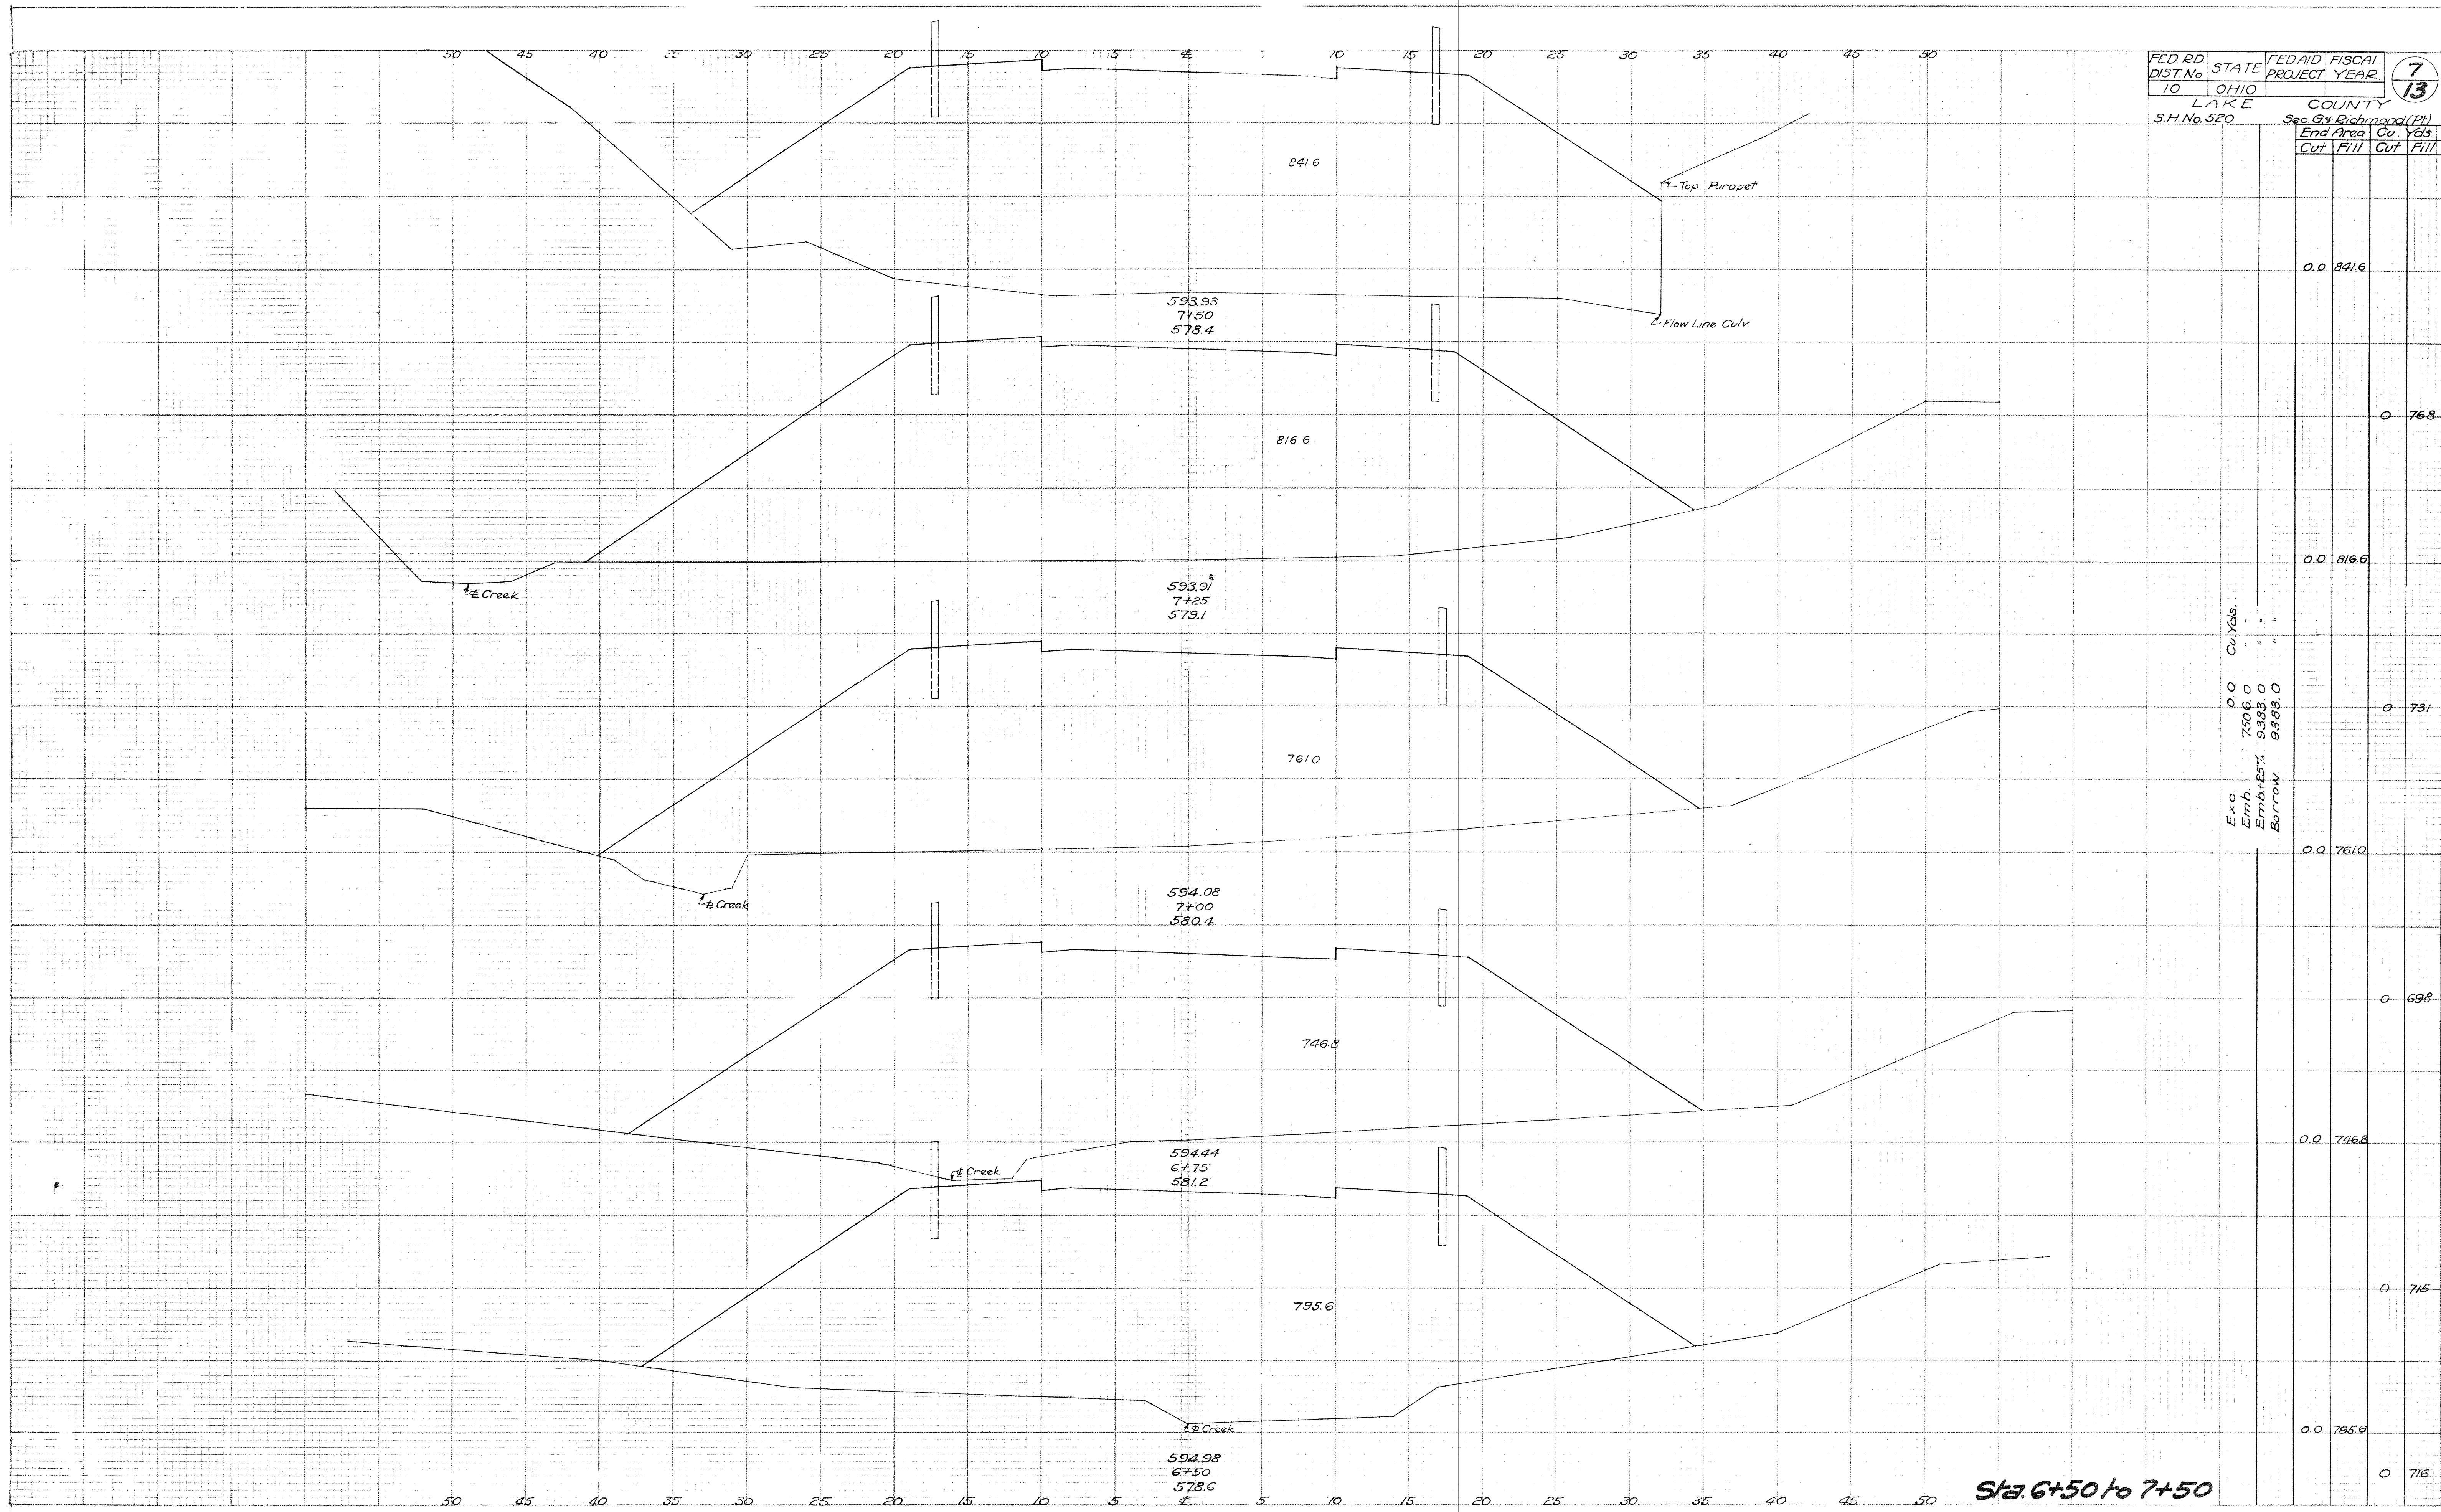 50 45 40 35 30 25 20 15 10 5 ℄ 10 15 20 25 30 35 40 45 50
FED RD DIST. No STATE FED AID PROJECT FISCAL YEAR
10 OHIO
7
13
LAKE COUNTY
S.H. No. 520 Sec. G & Richmond (Pt)
End Area Cu. Yds
Cut Fill Cut Fill
841.6
Top Parapet
0.0 841.6
593.93
7+50
578.4
Flow Line Culv.
0 768
816.6
0.0 816.6
℄ Creek
593.91
7+25
579.1
Exc. 0.0 Cu Yds.
Emb. 7506.0 " "
Emb+25% 9383.0 " "
Borrow 9383.0 " "
0 731
761.0
0.0 761.0
℄ Creek
594.08
7+00
580.4
0 698
746.8
0.0 746.8
℄ Creek
594.44
6+75
581.2
0 715
795.6
0.0 795.6
℄ Creek
594.98
6+50
578.6
0 716
Sta. 6+50 to 7+50
50 45 40 35 30 25 20 15 10 5 ℄ 5 10 15 20 25 30 35 40 45 50